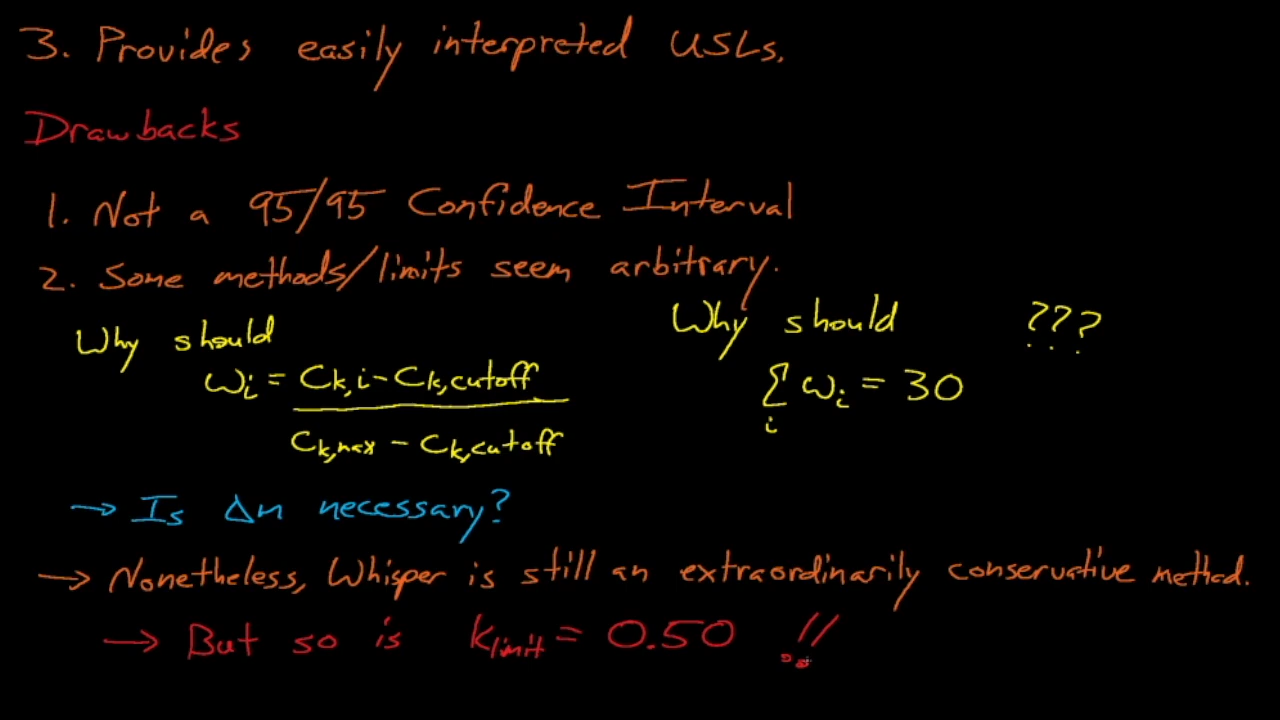 3. Provides easily interpreted USLs.
Drawbacks
1. Not a 95/95 Confidence Interval
2. Some methods/limits seem arbitrary.
Why should
ωi = Ck,i - Ck,cutoff
Ck,max - Ck,cutoff
Why should ???
Σ ωi = 30
i
→ Is Δn necessary?
→ Nonetheless, Whisper is still an extraordinarily conservative method.
→ But so is klimit = 0.50 !!